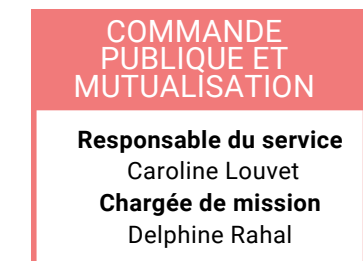 COMMANDE
PUBLIQUE ET
MUTUALISATION
Responsable du service
Caroline Louvet
Chargée de mission
Delphine Rahal